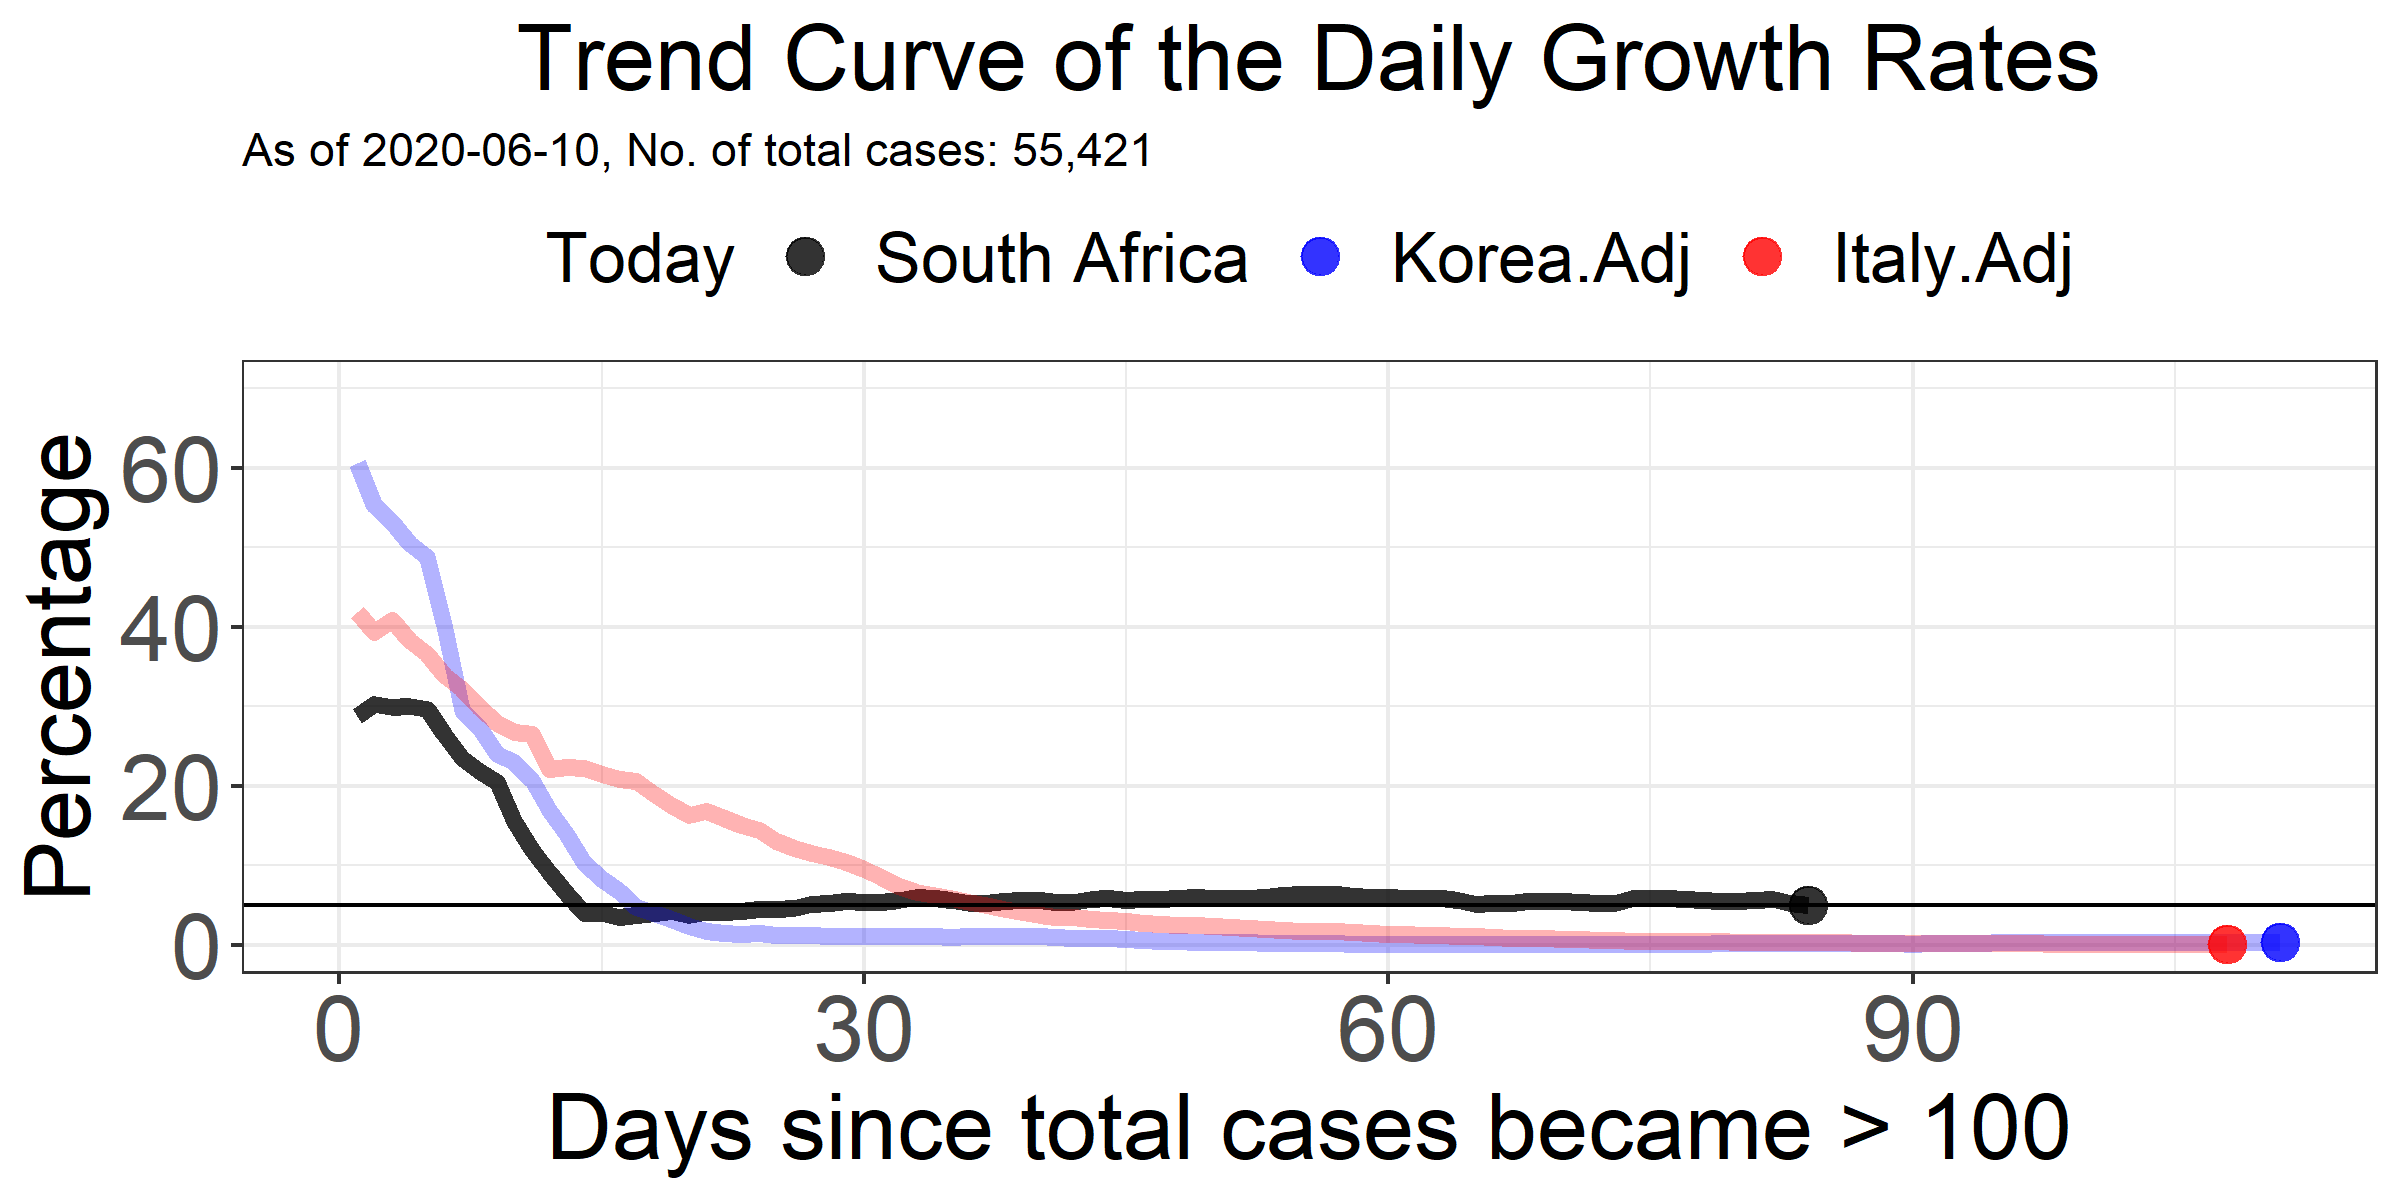 Trend Curve of the Daily Growth Rates
As of 2020-06-10, No. of total cases: 55,421
Today South Africa Korea.Adj Italy.Adj
Percentage
60
40
20
0
0 30 60 90
Days since total cases became > 100